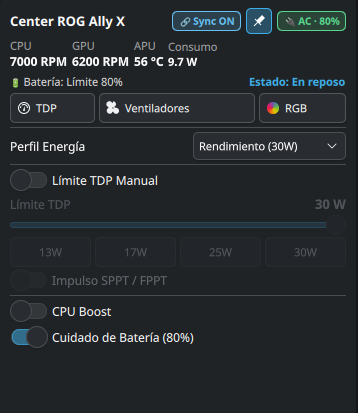 Center ROG Ally X
Sync ON
AC · 80%
CPU GPU APU Consumo
7000 RPM 6200 RPM 56 °C 9.7 W
Batería: Límite 80% Estado: En reposo
TDP
Ventiladores
RGB
Perfil Energía
Rendimiento (30W)
Límite TDP Manual
Límite TDP 30 W
13W 17W 25W 30W
Impulso SPPT / FPPT
CPU Boost
Cuidado de Batería (80%)